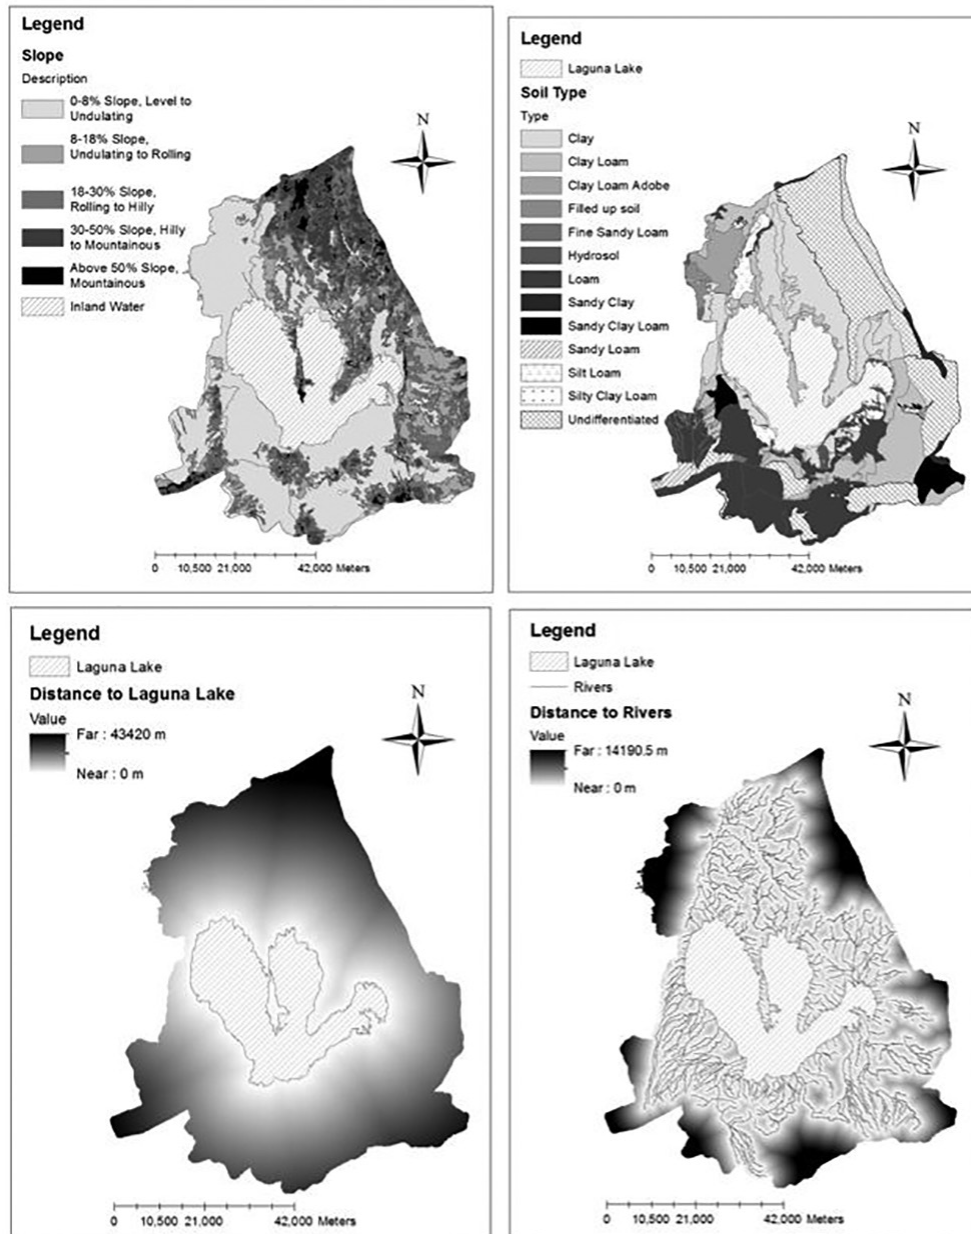 Legend
Slope
Description
0-8% Slope, Level to
Undulating
8-18% Slope,
Undulating to Rolling
18-30% Slope,
Rolling to Hilly
30-50% Slope, Hilly
to Mountainous
Above 50% Slope,
Mountainous
Inland Water
N
0 10,500 21,000 42,000 Meters
Legend
Laguna Lake
Soil Type
Type
Clay
Clay Loam
Clay Loam Adobe
Filled up soil
Fine Sandy Loam
Hydrosol
Loam
Sandy Clay
Sandy Clay Loam
Sandy Loam
Silt Loam
Silty Clay Loam
Undifferentiated
N
0 10,500 21,000 42,000 Meters
Legend
Laguna Lake
Distance to Laguna Lake
Value
Far : 43420 m
Near : 0 m
N
0 10,500 21,000 42,000 Meters
Legend
Laguna Lake
Rivers
Distance to Rivers
Value
Far : 14190.5 m
Near : 0 m
N
0 10,500 21,000 42,000 Meters